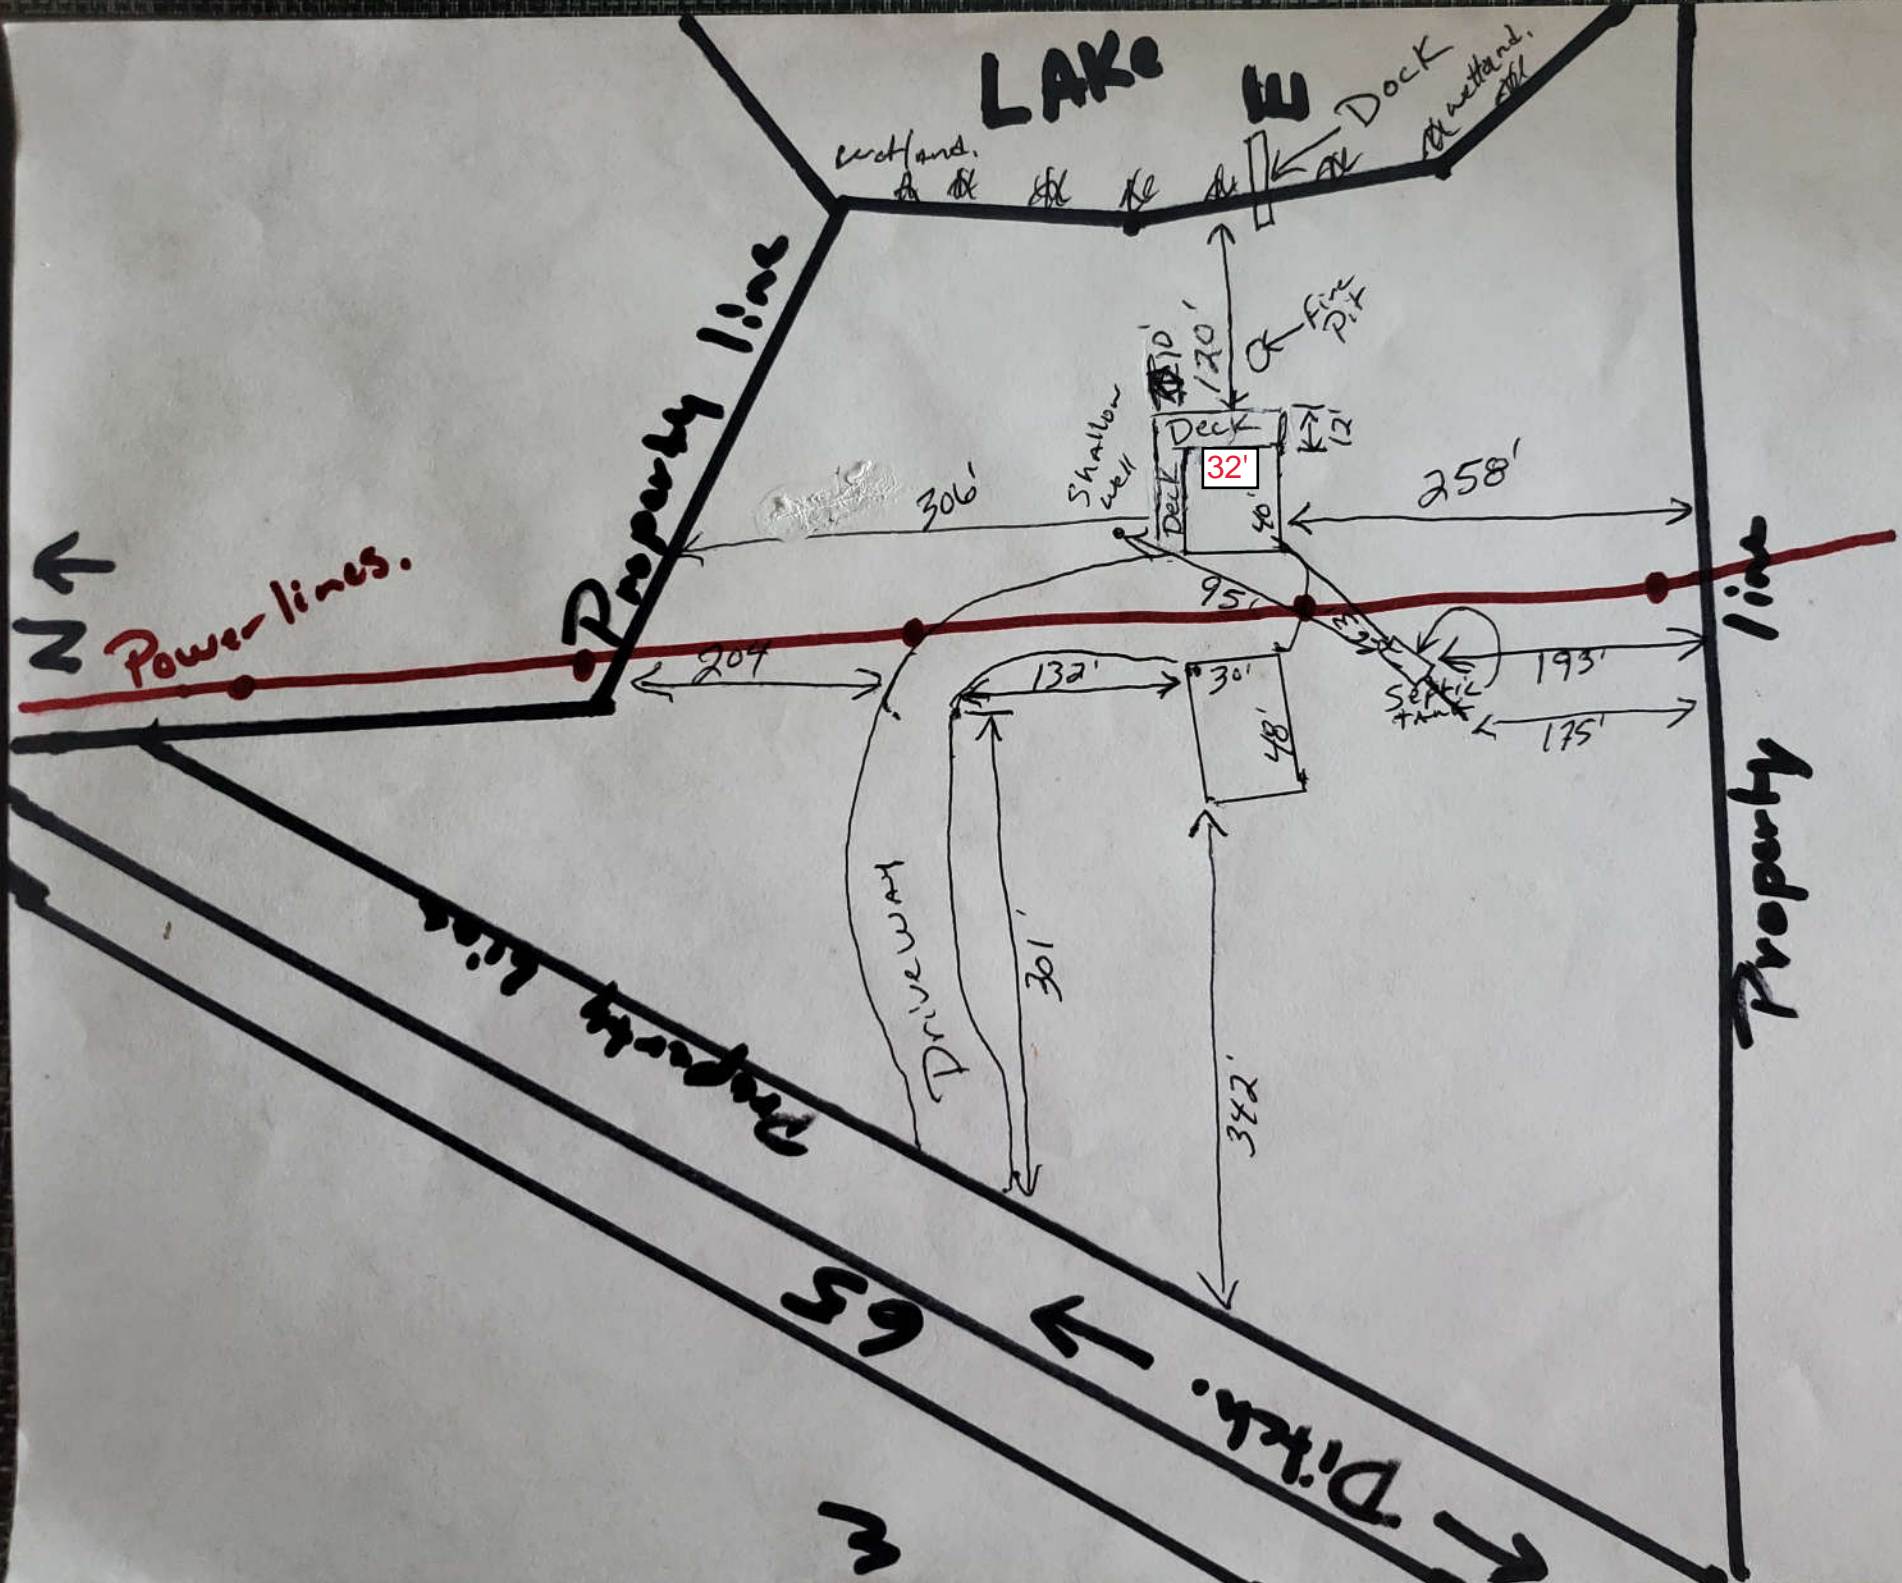 LAKE
E
Dock
wetland.
wetland.
Fire
Pit
10'
120'
Deck
12'
32'
Deck
40'
Shallow
well
306'
258'
Property line
N
Power lines.
95'
204
132'
30'
48'
193'
Septic
tank
175'
Property line
Driveway
301'
342'
Property Line
65
Ditch.
W